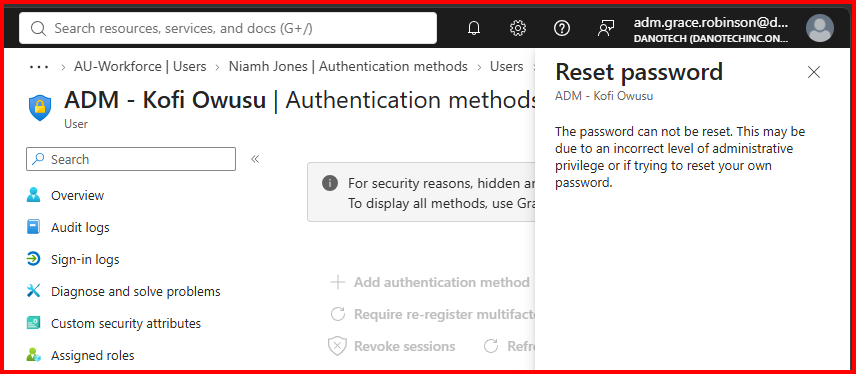 Search resources, services, and docs (G+/)
adm.grace.robinson@d...
DANOTECH (DANOTECHINC.ON...
··· > AU-Workforce | Users > Niamh Jones | Authentication methods > Users >
ADM - Kofi Owusu | Authentication methods
User
Search
Overview
Audit logs
Sign-in logs
Diagnose and solve problems
Custom security attributes
Assigned roles
For security reasons, hidden
To display all methods, use
Add authentication method
Require re-register
Revoke sessions
Reset password
ADM - Kofi Owusu
The password can not be reset. This may be
due to an incorrect level of administrative
privilege or if trying to reset your own
password.